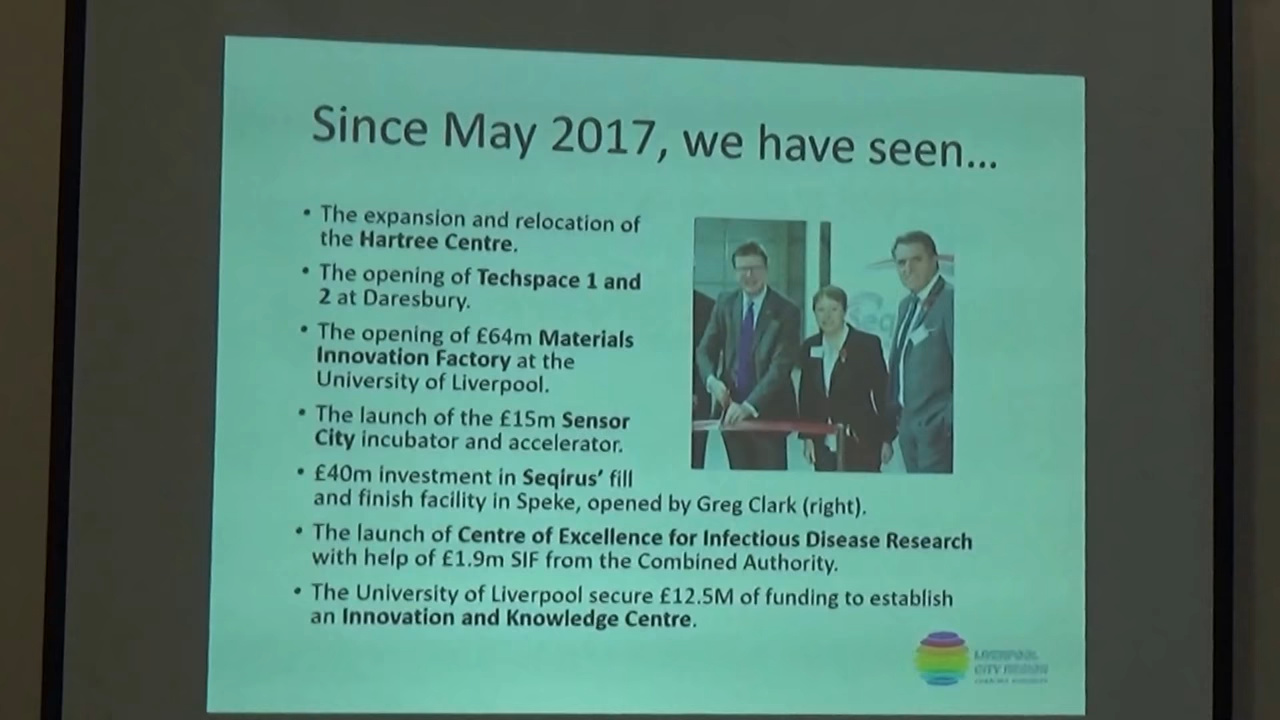 Since May 2017, we have seen...
• The expansion and relocation of
the Hartree Centre.
• The opening of Techspace 1 and
2 at Daresbury.
• The opening of £64m Materials
Innovation Factory at the
University of Liverpool.
• The launch of the £15m Sensor
City incubator and accelerator.
• £40m investment in Seqirus' fill
and finish facility in Speke, opened by Greg Clark (right).
• The launch of Centre of Excellence for Infectious Disease Research
with help of £1.9m SIF from the Combined Authority.
• The University of Liverpool secure £12.5M of funding to establish
an Innovation and Knowledge Centre.
Seq
LIVERPOOL
CITY REGION